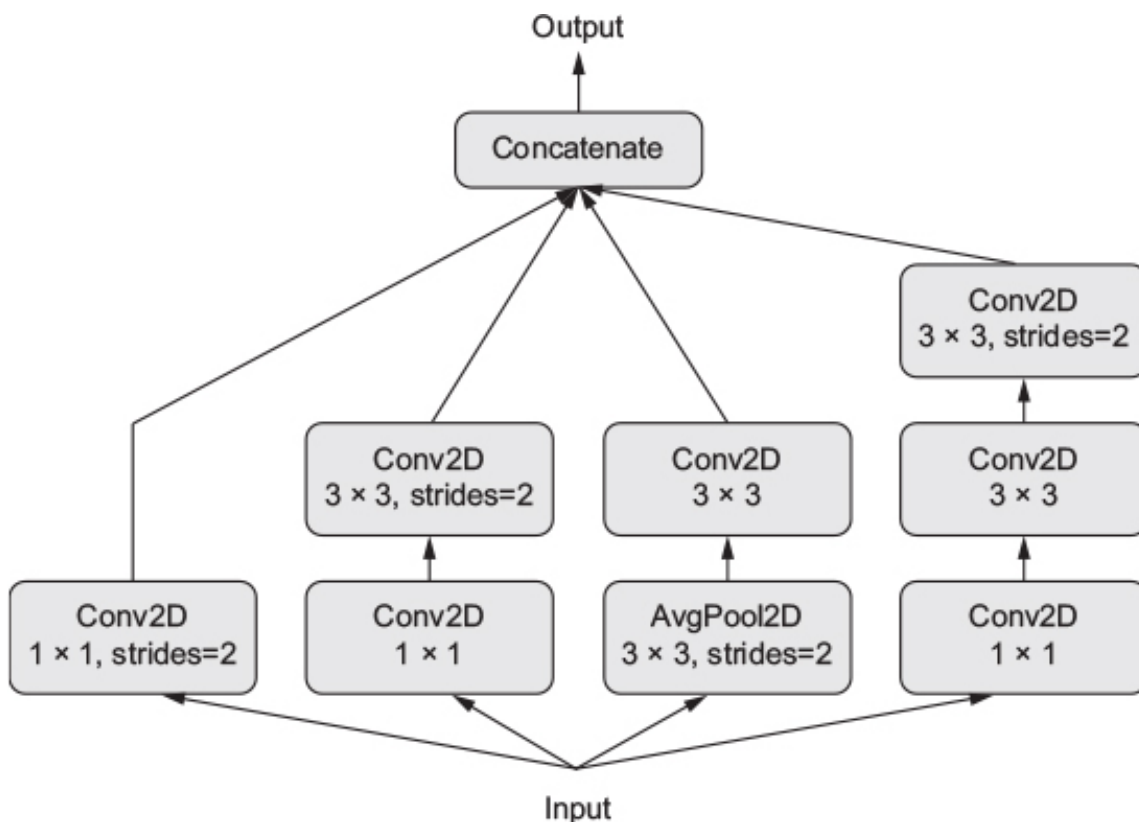 Output
Concatenate
Conv2D
3 × 3, strides=2
Conv2D
3 × 3, strides=2
Conv2D
3 × 3
Conv2D
3 × 3
Conv2D
1 × 1, strides=2
Conv2D
1 × 1
AvgPool2D
3 × 3, strides=2
Conv2D
1 × 1
Input